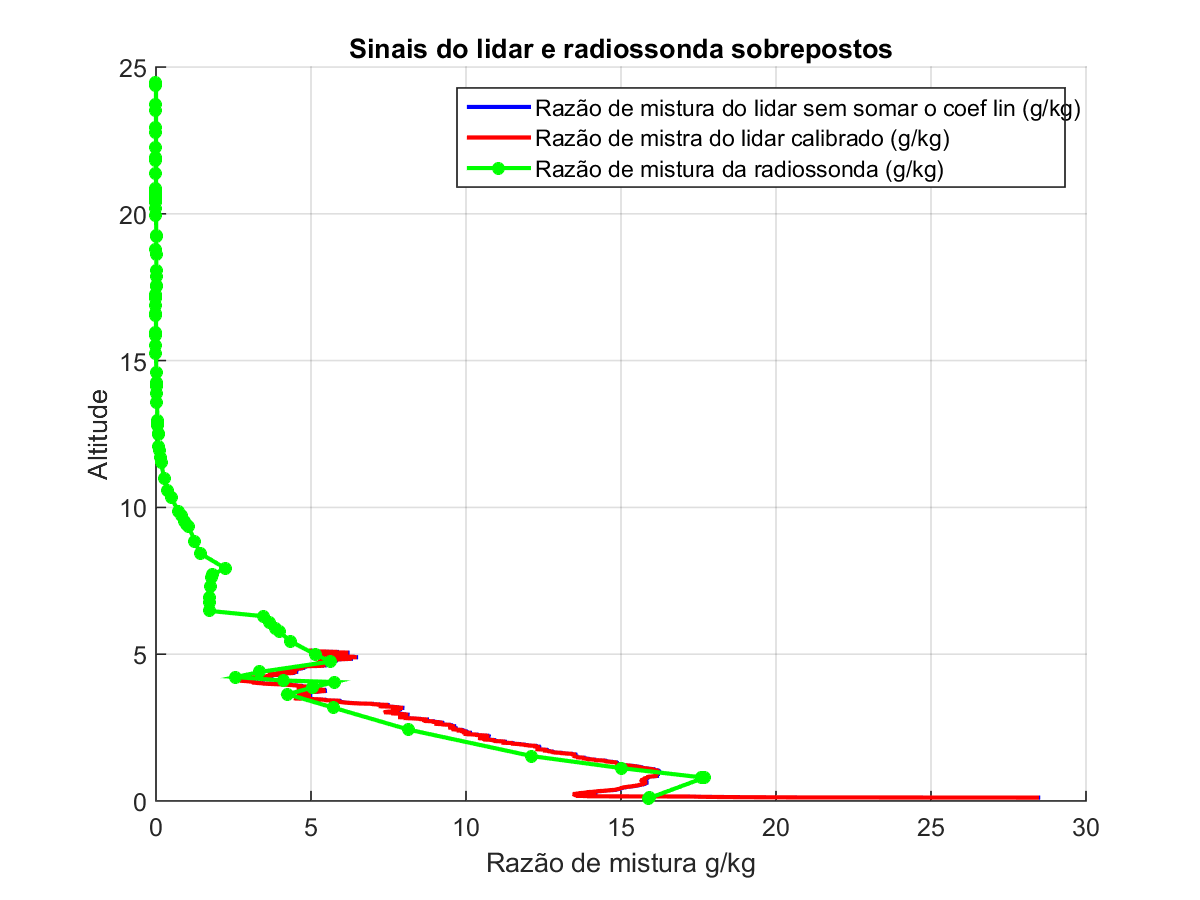 Sinais do lidar e radiossonda sobrepostos
25
Razão de mistura do lidar sem somar o coef lin (g/kg)
Razão de mistra do lidar calibrado (g/kg)
Razão de mistura da radiossonda (g/kg)
20
15
Altitude
10
5
0
0 5 10 15 20 25 30
Razão de mistura g/kg